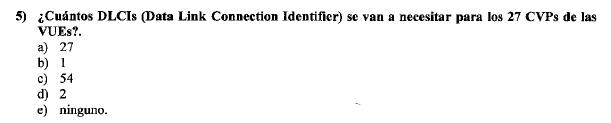 5) ¿Cuántos DLCIs (Data Link Connection Identifier) se van a necesitar para los 27 CVPs de las
VUEs?.
a) 27
b) 1
c) 54
d) 2
e) ninguno.